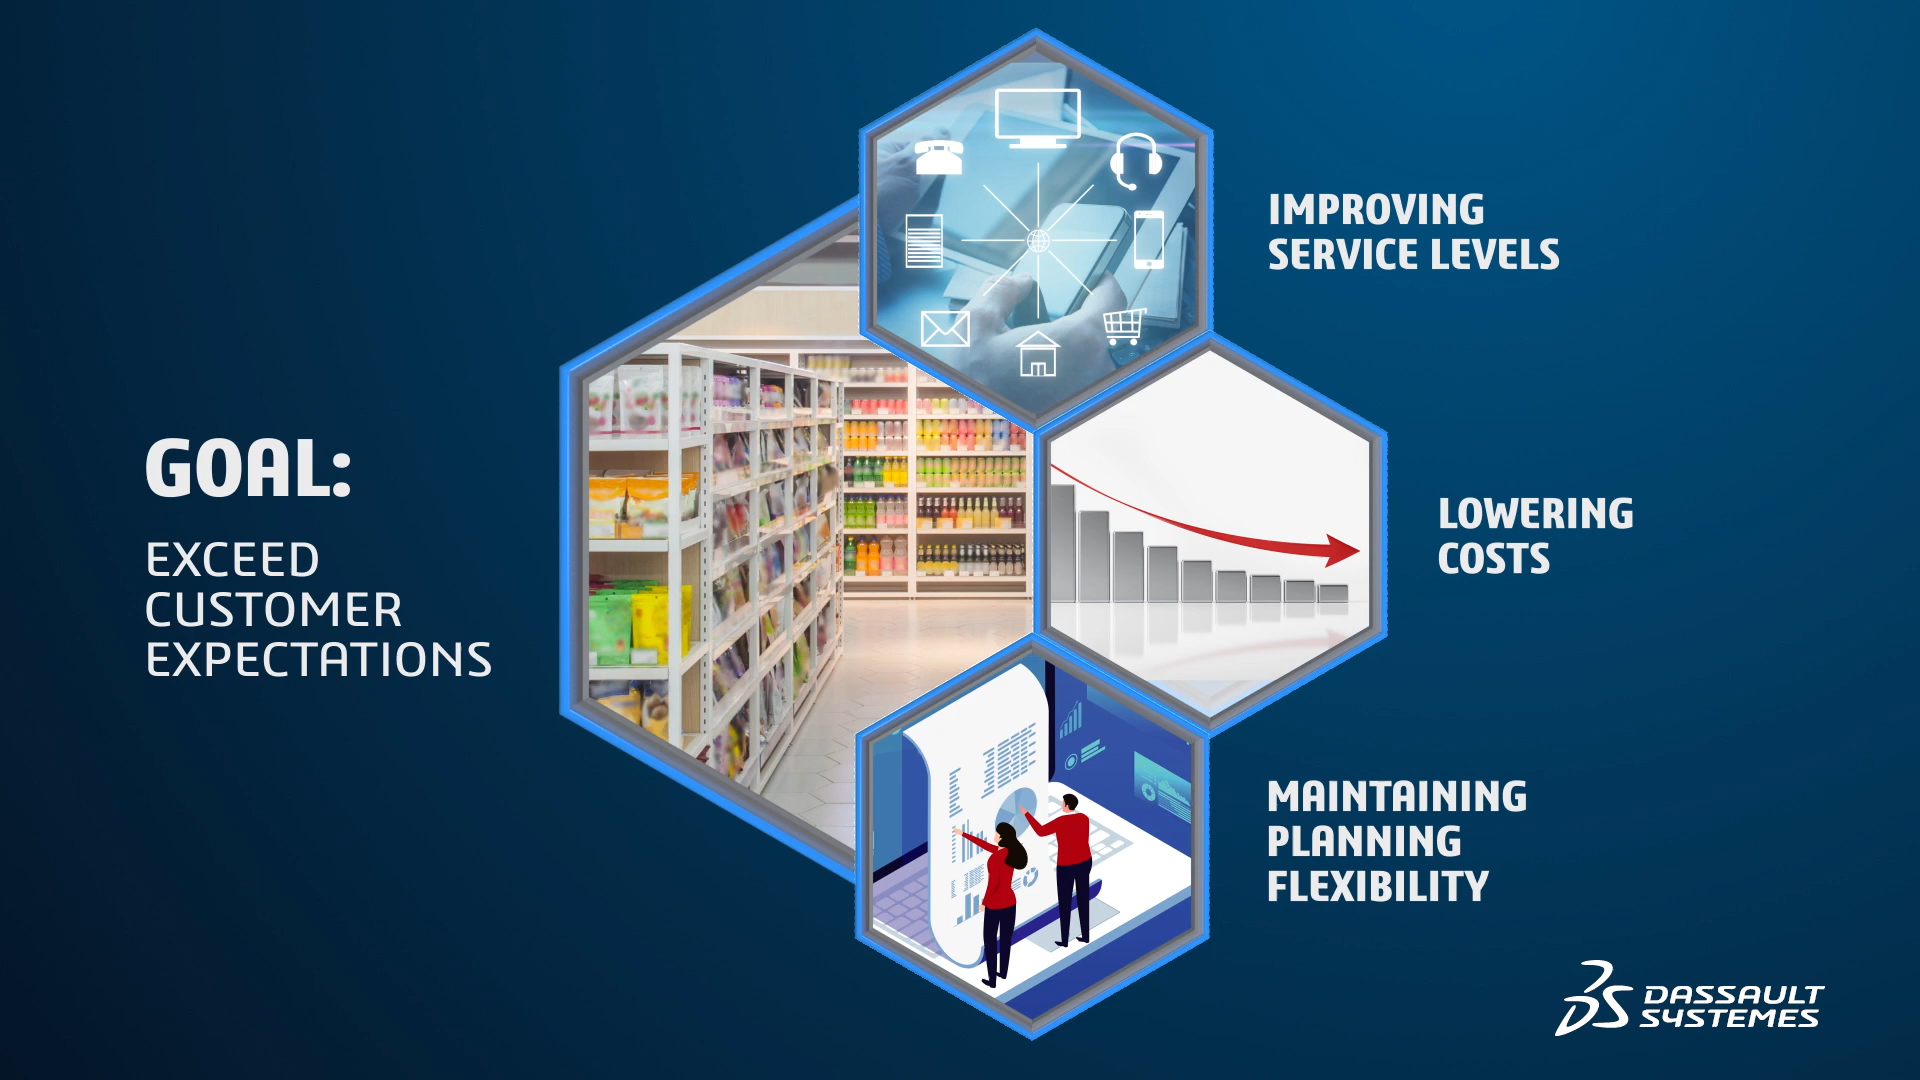 GOAL:
EXCEED
CUSTOMER
EXPECTATIONS
IMPROVING
SERVICE LEVELS
LOWERING
COSTS
MAINTAINING
PLANNING
FLEXIBILITY
DASSAULT
SYSTEMES